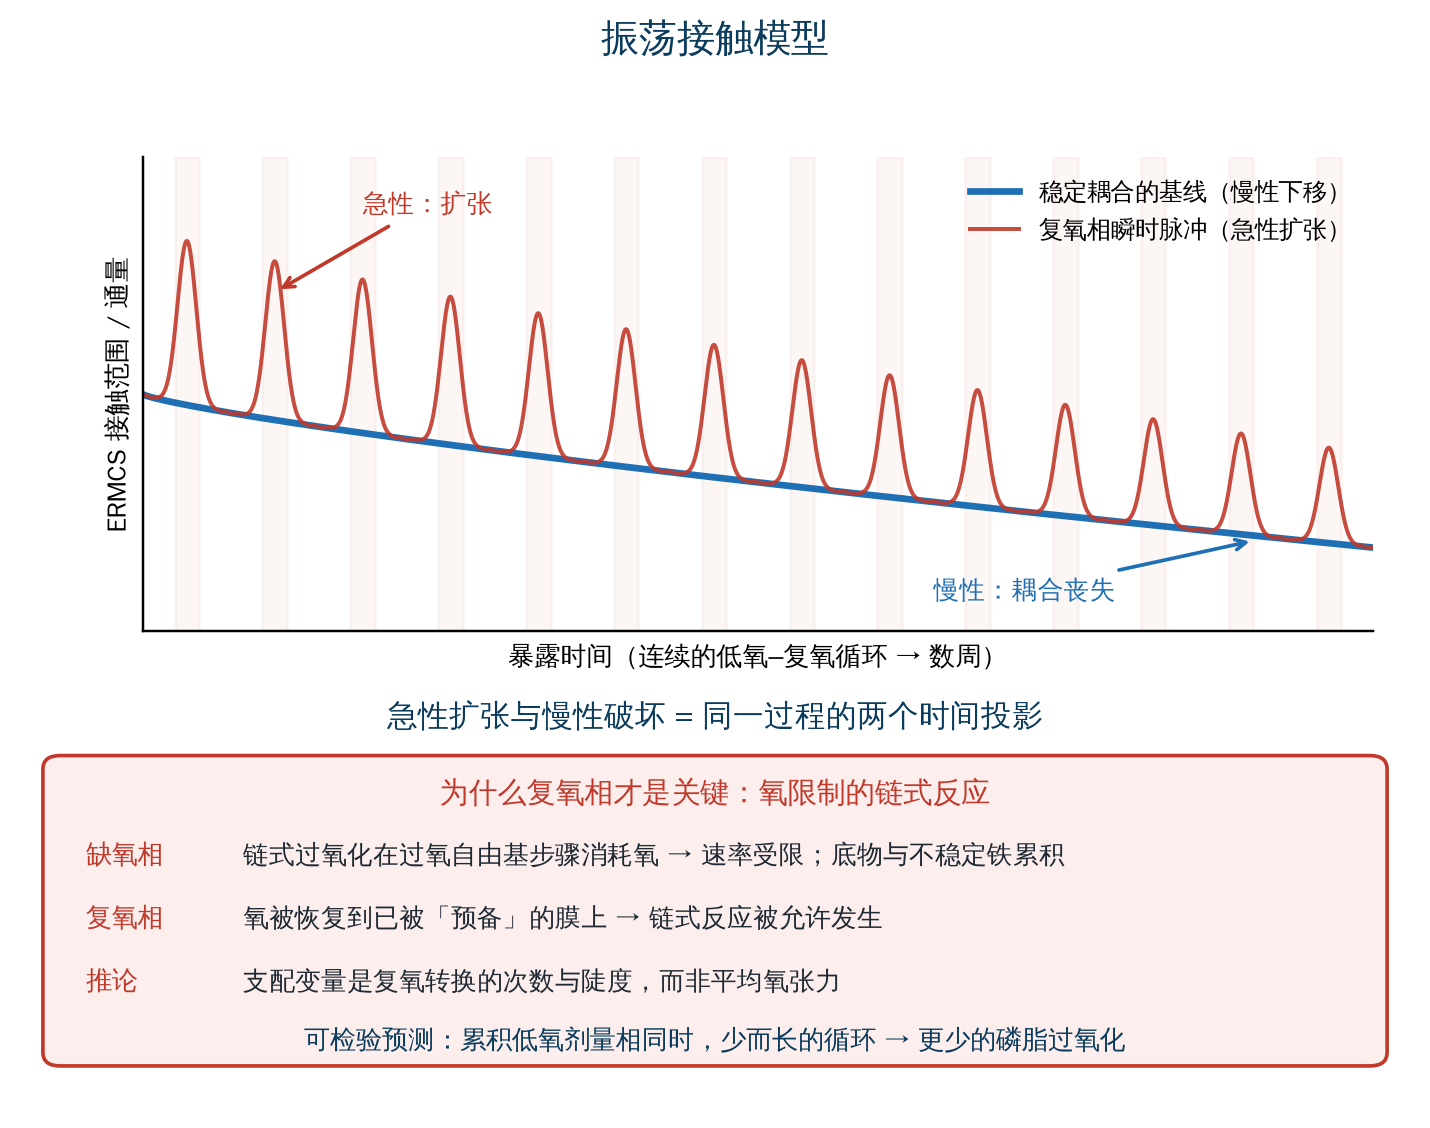 振荡接触模型
急性：扩张
稳定耦合的基线（慢性下移）
复氧相瞬时脉冲（急性扩张）
ERMCS 接触范围 / 通量
慢性：耦合丧失
暴露时间（连续的低氧–复氧循环 → 数周）
急性扩张与慢性破坏 = 同一过程的两个时间投影
为什么复氧相才是关键：氧限制的链式反应
缺氧相 链式过氧化在过氧自由基步骤消耗氧 → 速率受限；底物与不稳定铁累积
复氧相 氧被恢复到已被「预备」的膜上 → 链式反应被允许发生
推论 支配变量是复氧转换的次数与陡度，而非平均氧张力
可检验预测：累积低氧剂量相同时，少而长的循环 → 更少的磷脂过氧化